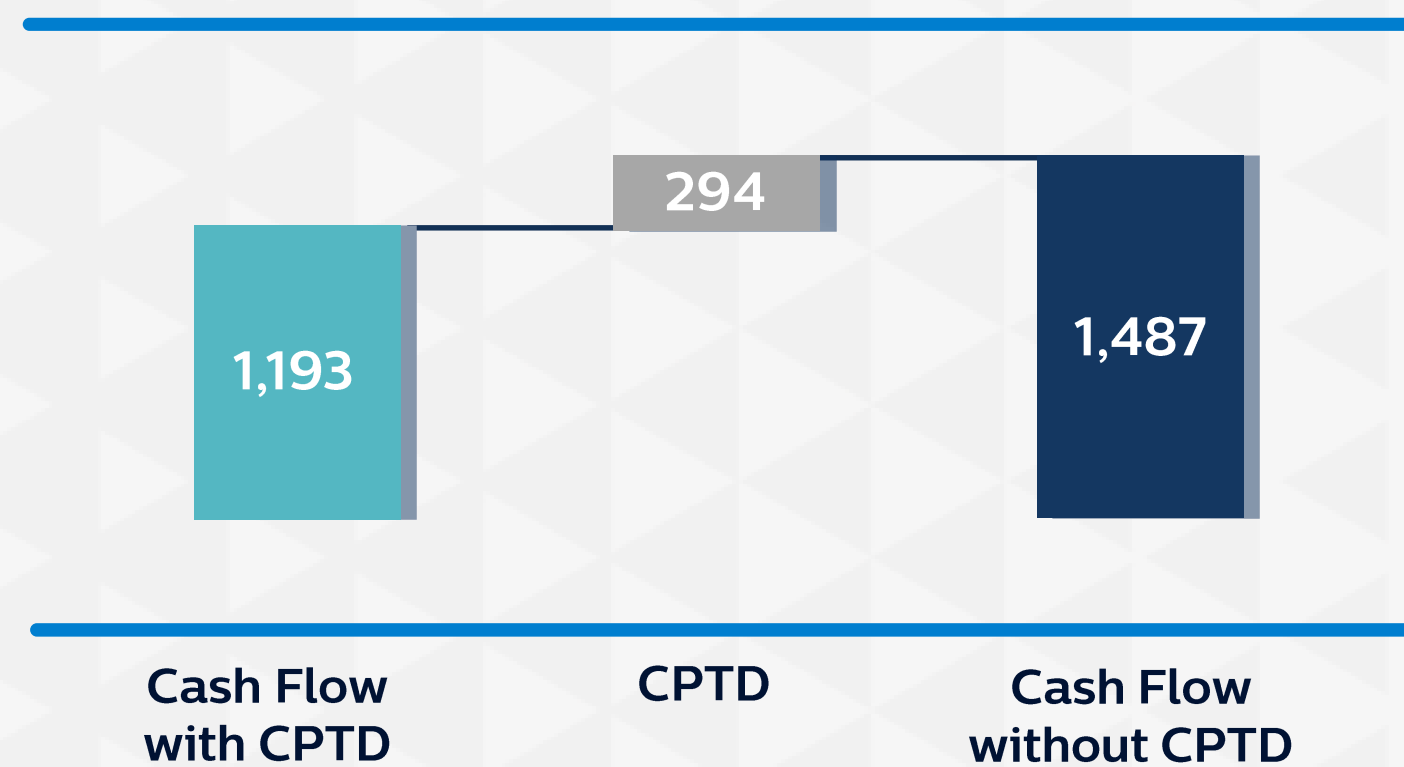 294
1,193
1,487
Cash Flow
with CPTD
CPTD
Cash Flow
without CPTD